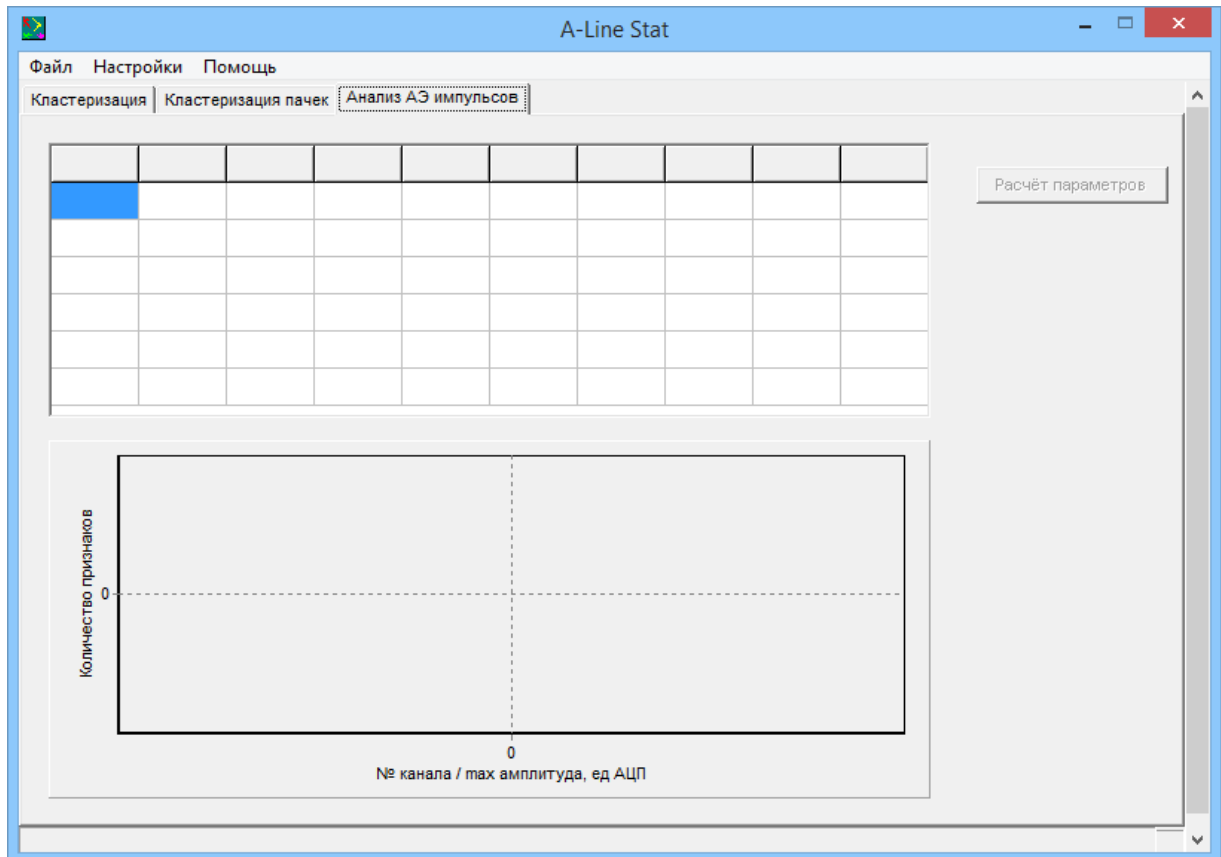 A-Line Stat
Файл Настройки Помощь
Кластеризация Кластеризация пачек Анализ АЭ импульсов
Расчёт параметров
Количество признаков
0
0
№ канала / max амплитуда, ед АЦП